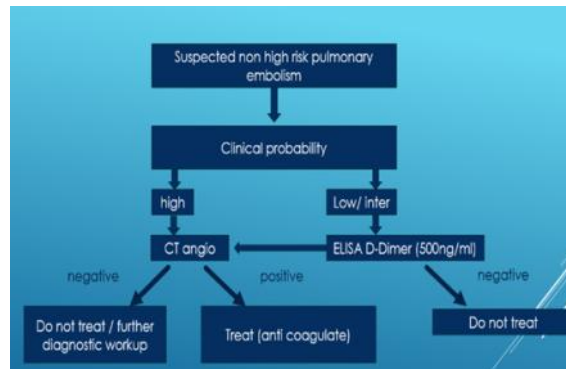 Suspected non high risk pulmonary
embolism
Clinical probability
high
Low/ inter
CT angio
ELISA D-Dimer (500ng/ml)
negative
positive
negative
Do not treat / further
diagnostic workup
Treat (anti coagulate)
Do not treat